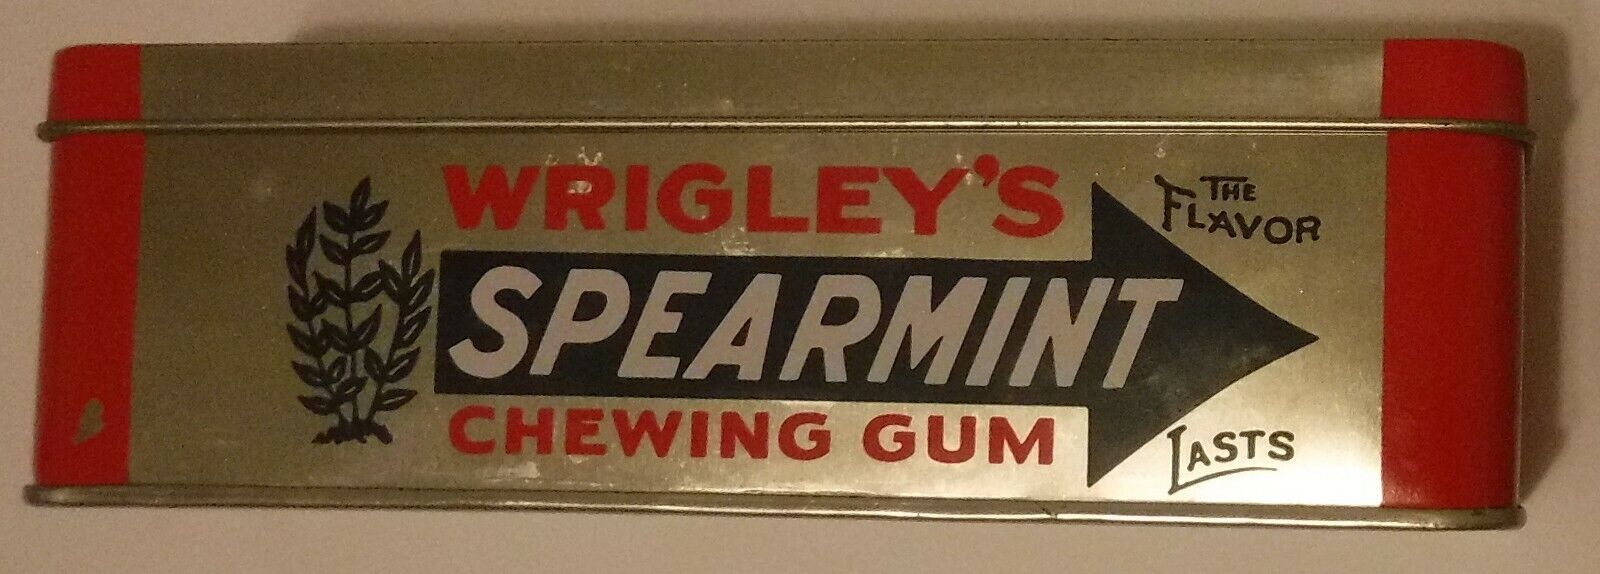 WRIGLEY'S
SPEARMINT
CHEWING GUM
THE
FLAVOR
LASTS